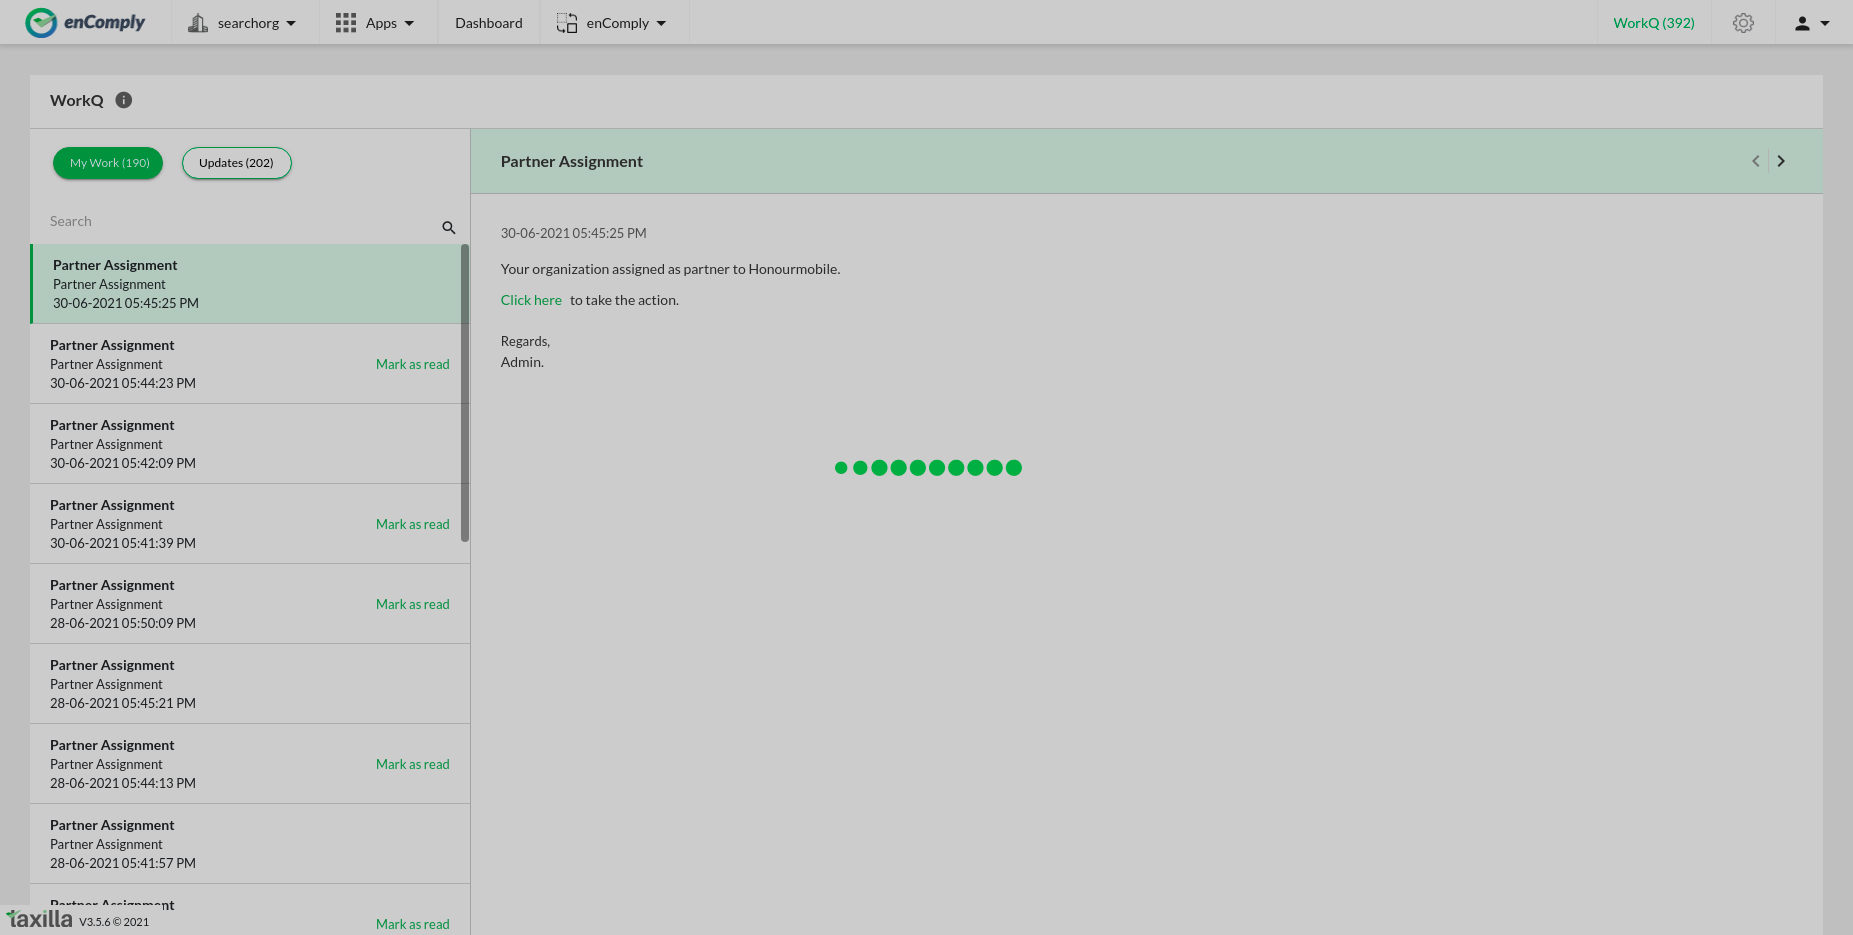 enComply
searchorg
Apps
Dashboard
enComply
WorkQ (392)
WorkQ
My Work (190)
Updates (202)
Search
Partner Assignment
Partner Assignment
30-06-2021 05:45:25 PM
Partner Assignment
Partner Assignment
Mark as read
30-06-2021 05:44:23 PM
Partner Assignment
Partner Assignment
30-06-2021 05:42:09 PM
Partner Assignment
Partner Assignment
Mark as read
30-06-2021 05:41:39 PM
Partner Assignment
Partner Assignment
Mark as read
28-06-2021 05:50:09 PM
Partner Assignment
Partner Assignment
28-06-2021 05:45:21 PM
Partner Assignment
Partner Assignment
Mark as read
28-06-2021 05:44:13 PM
Partner Assignment
Partner Assignment
28-06-2021 05:41:57 PM
Partner Assignment
Mark as read
taxilla V3.5.6 © 2021
Partner Assignment
30-06-2021 05:45:25 PM
Your organization assigned as partner to Honourmobile.
Click here to take the action.
Regards,
Admin.